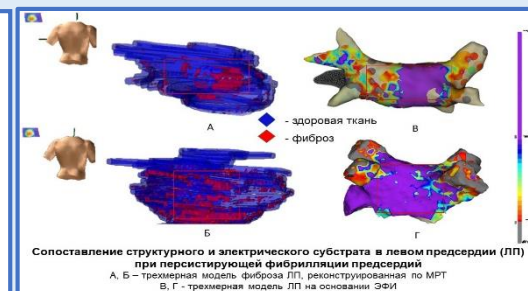 А
В
- здоровая ткань
- фиброз
Б
Г
Сопоставление структурного и электрического субстрата в левом предсердии (ЛП)
при персистирующей фибрилляции предсердий
А, Б – трехмерная модель фиброза ЛП, реконструированная по МРТ
В, Г - трехмерная модель ЛП на основании ЭФИ